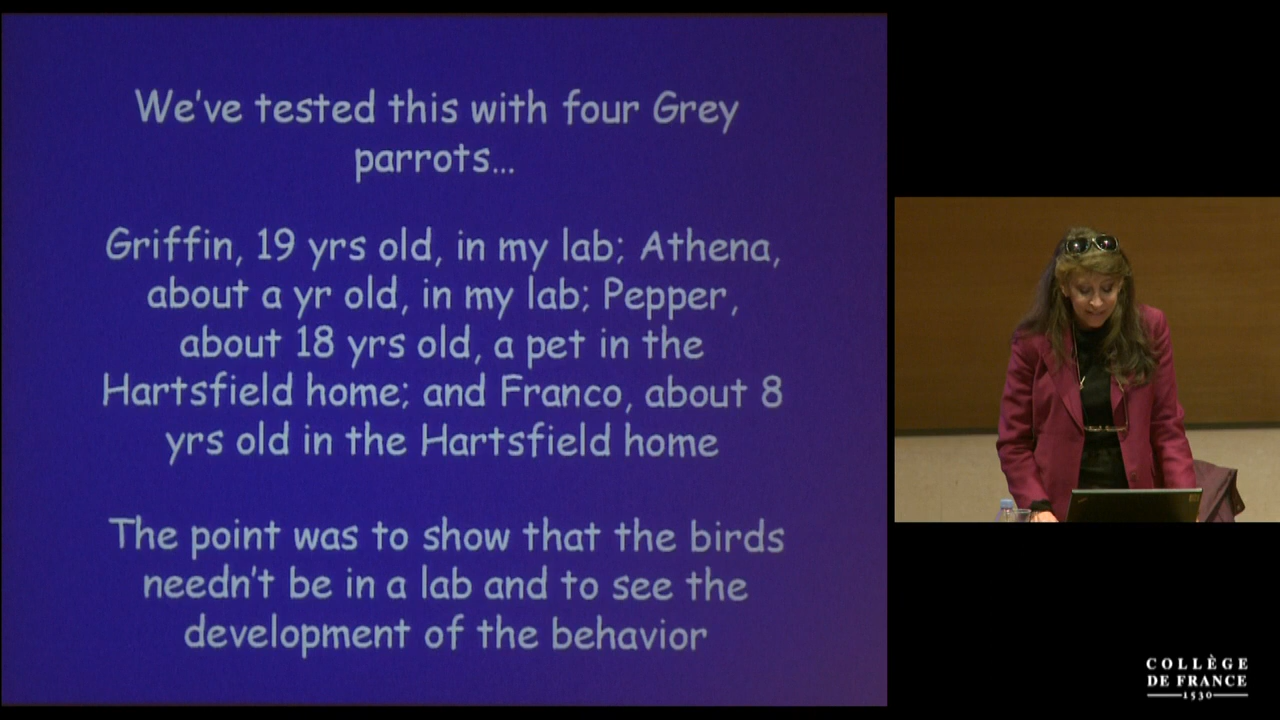 We've tested this with four Grey
parrots...
Griffin, 19 yrs old, in my lab; Athena,
about a yr old, in my lab; Pepper,
about 18 yrs old, a pet in the
Hartsfield home; and Franco, about 8
yrs old in the Hartsfield home
The point was to show that the birds
needn't be in a lab and to see the
development of the behavior
COLLÈGE
DE FRANCE
1530